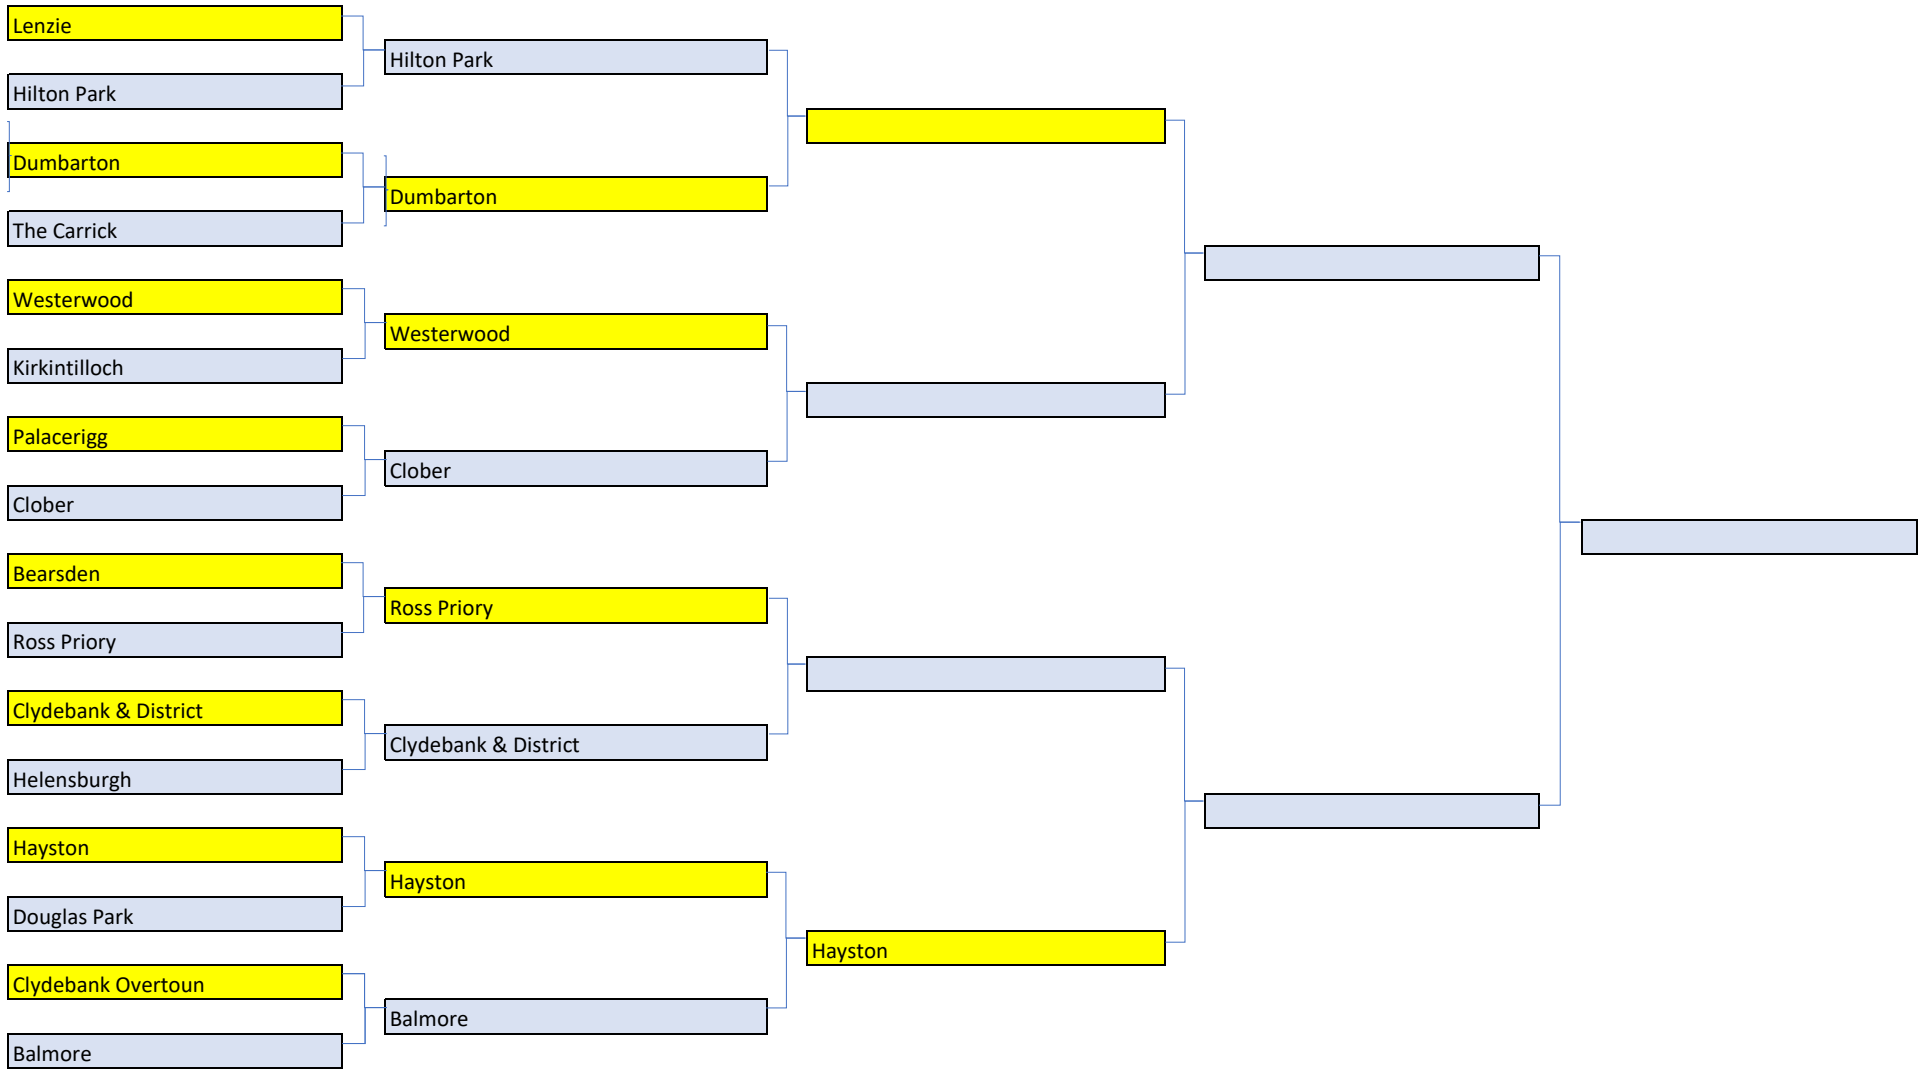 Lenzie
Hilton Park
Dumbarton
The Carrick
Westerwood
Kirkintilloch
Palacerigg
Clober
Bearsden
Ross Priory
Clydebank & District
Helensburgh
Hayston
Douglas Park
Clydebank Overtoun
Balmore
Hilton Park
Dumbarton
Westerwood
Clober
Ross Priory
Clydebank & District
Hayston
Balmore
Hayston